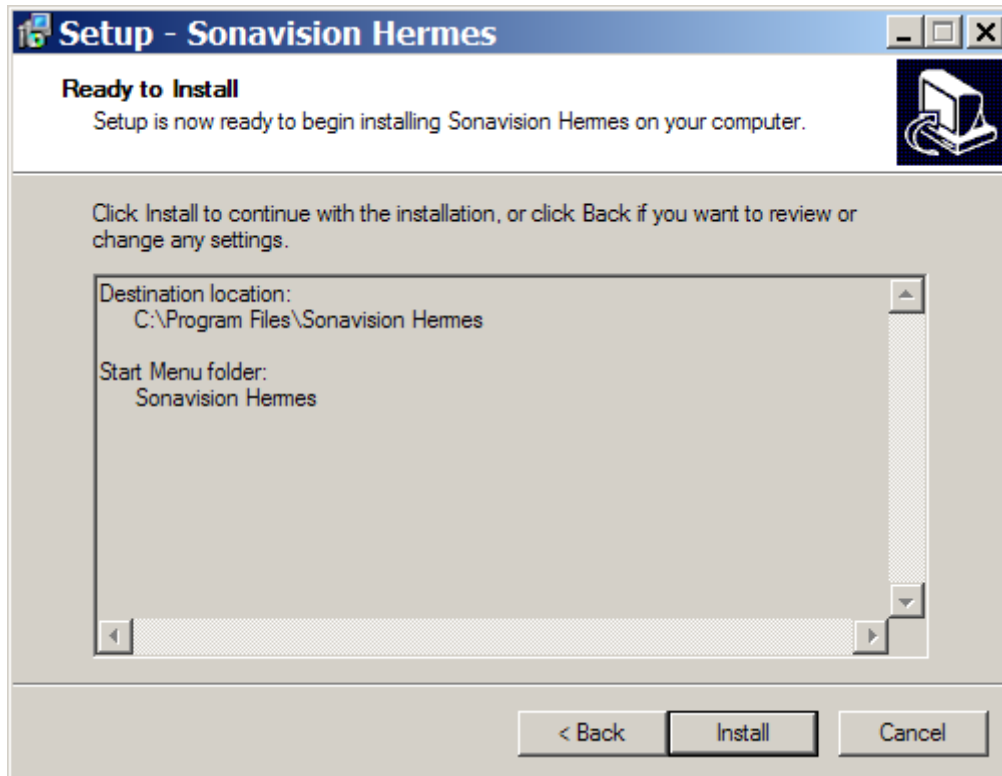 Setup - Sonavision Hermes
Ready to Install
Setup is now ready to begin installing Sonavision Hermes on your computer.
Click Install to continue with the installation, or click Back if you want to review or
change any settings.
Destination location:
C:\Program Files\Sonavision Hermes
Start Menu folder:
Sonavision Hermes
< Back
Install
Cancel